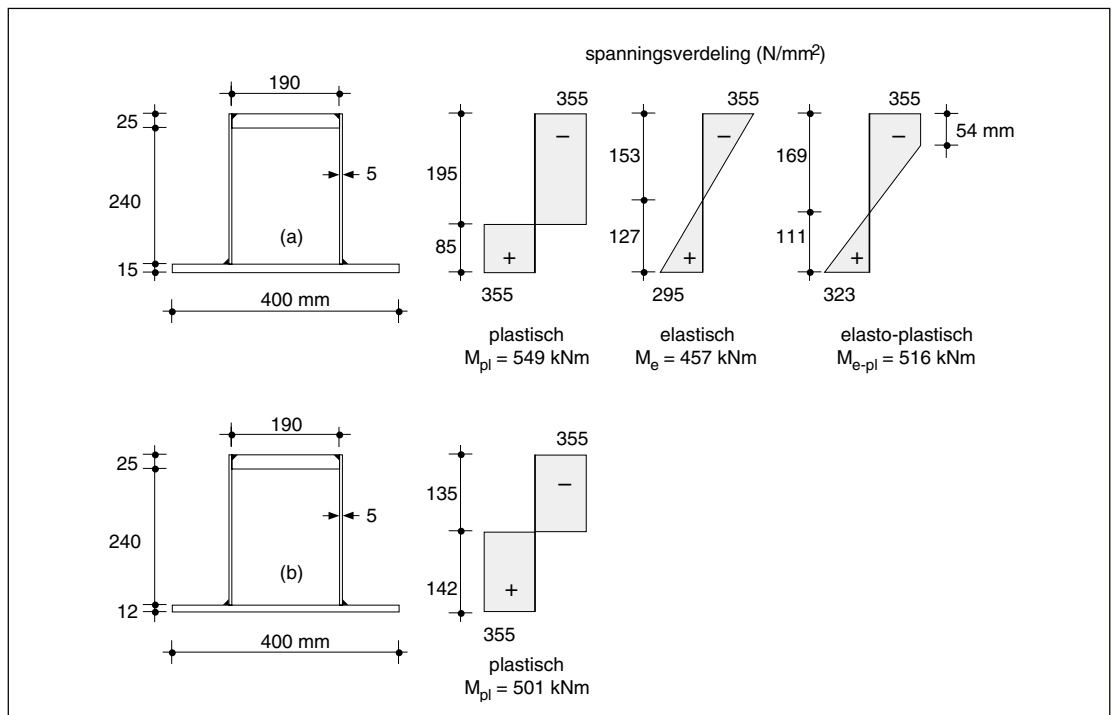 spanningsverdeling (N/mm²)
190
25
240
15
5
(a)
400 mm
355
195
85
–
+
355
plastisch
Mpl = 549 kNm
355
153
127
–
+
295
elastisch
Me = 457 kNm
355
54 mm
169
111
–
+
323
elasto-plastisch
Me-pl = 516 kNm
190
25
240
12
5
(b)
400 mm
355
135
142
–
+
355
plastisch
Mpl = 501 kNm